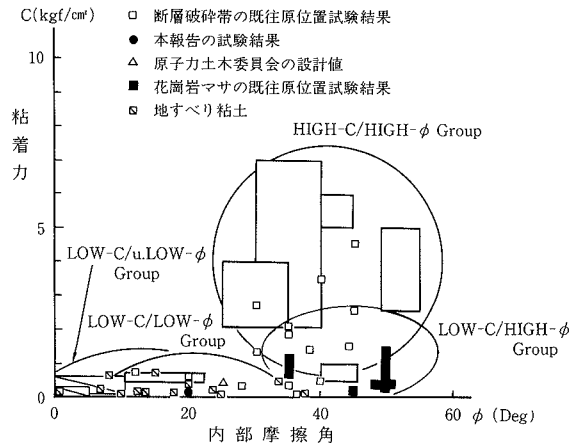 C(kgf/c㎡)
□ 断層破砕帯の既往原位置試験結果
● 本報告の試験結果
△ 原子力土木委員会の設計値
■ 花崗岩マサの既往原位置試験結果
⧅ 地すべり粘土
10
粘着力
HIGH-C/HIGH-φ Group
5
LOW-C/u.LOW-φ
Group
LOW-C/LOW-φ
Group
LOW-C/HIGH-φ
Group
0
0
20
40
60
φ (Deg)
内部摩擦角